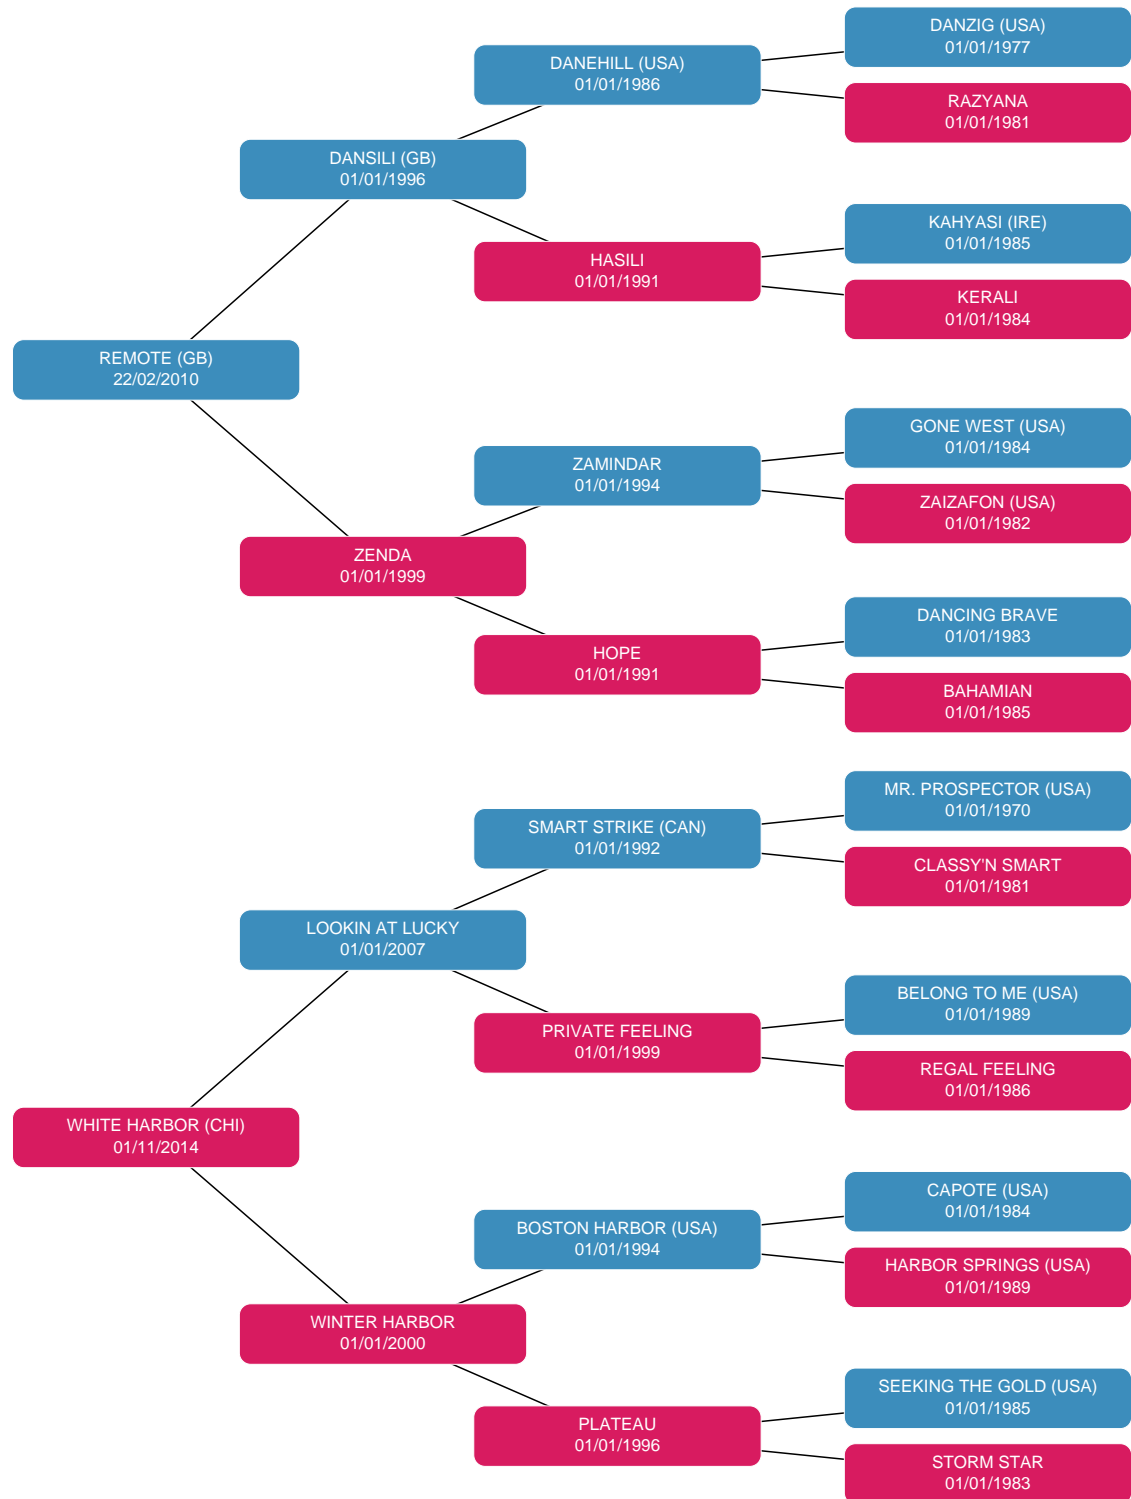 DANZIG (USA)
01/01/1977
DANEHILL (USA)
01/01/1986
RAZYANA
01/01/1981
DANSILI (GB)
01/01/1996
KAHYASI (IRE)
01/01/1985
HASILI
01/01/1991
KERALI
01/01/1984
REMOTE (GB)
22/02/2010
GONE WEST (USA)
01/01/1984
ZAMINDAR
01/01/1994
ZAIZAFON (USA)
01/01/1982
ZENDA
01/01/1999
DANCING BRAVE
01/01/1983
HOPE
01/01/1991
BAHAMIAN
01/01/1985
MR. PROSPECTOR (USA)
01/01/1970
SMART STRIKE (CAN)
01/01/1992
CLASSY'N SMART
01/01/1981
LOOKIN AT LUCKY
01/01/2007
BELONG TO ME (USA)
01/01/1989
PRIVATE FEELING
01/01/1999
REGAL FEELING
01/01/1986
WHITE HARBOR (CHI)
01/11/2014
CAPOTE (USA)
01/01/1984
BOSTON HARBOR (USA)
01/01/1994
HARBOR SPRINGS (USA)
01/01/1989
WINTER HARBOR
01/01/2000
SEEKING THE GOLD (USA)
01/01/1985
PLATEAU
01/01/1996
STORM STAR
01/01/1983